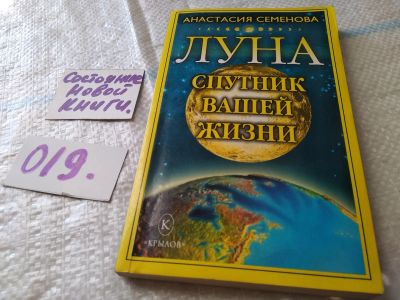 Состояние
новой
книги.
019.
АНАСТАСИЯ СЕМЕНОВА
ЛУНА
СПУТНИК
ВАШЕЙ
ЖИЗНИ
К
«КРЫЛОВ»